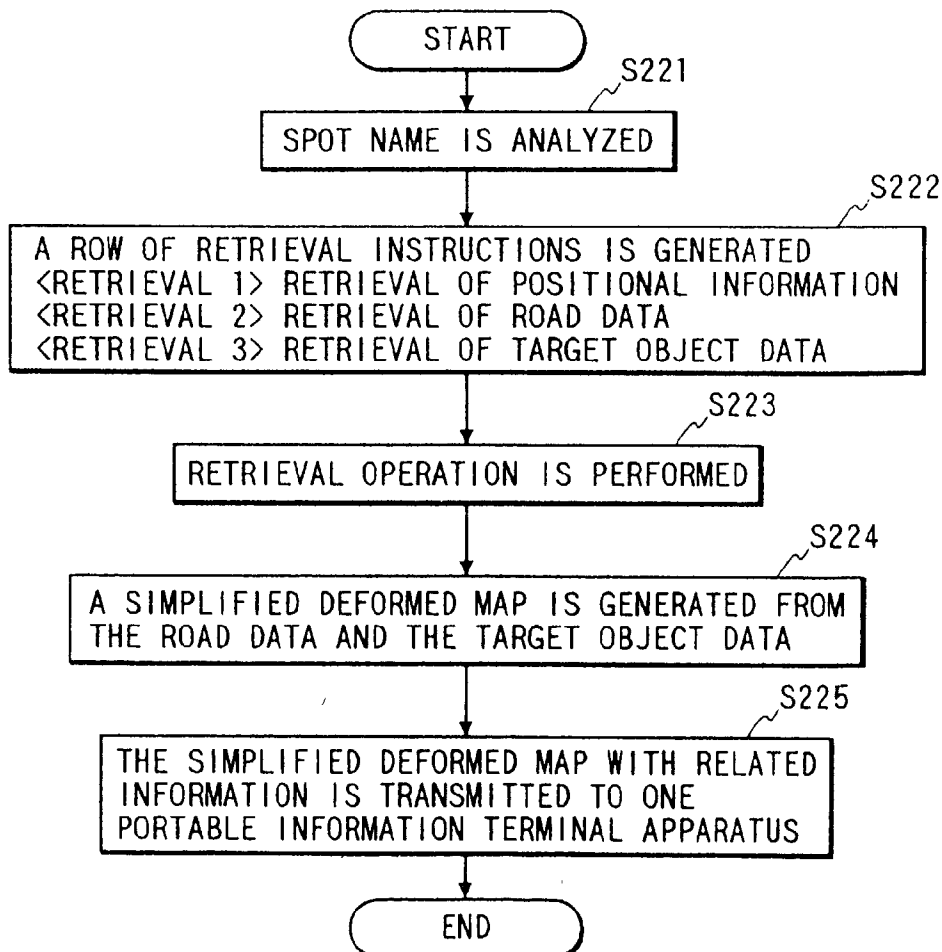 START
S221
SPOT NAME IS ANALYZED
S222
A ROW OF RETRIEVAL INSTRUCTIONS IS GENERATED
<RETRIEVAL 1> RETRIEVAL OF POSITIONAL INFORMATION
<RETRIEVAL 2> RETRIEVAL OF ROAD DATA
<RETRIEVAL 3> RETRIEVAL OF TARGET OBJECT DATA
S223
RETRIEVAL OPERATION IS PERFORMED
S224
A SIMPLIFIED DEFORMED MAP IS GENERATED FROM
THE ROAD DATA AND THE TARGET OBJECT DATA
S225
THE SIMPLIFIED DEFORMED MAP WITH RELATED
INFORMATION IS TRANSMITTED TO ONE
PORTABLE INFORMATION TERMINAL APPARATUS
END